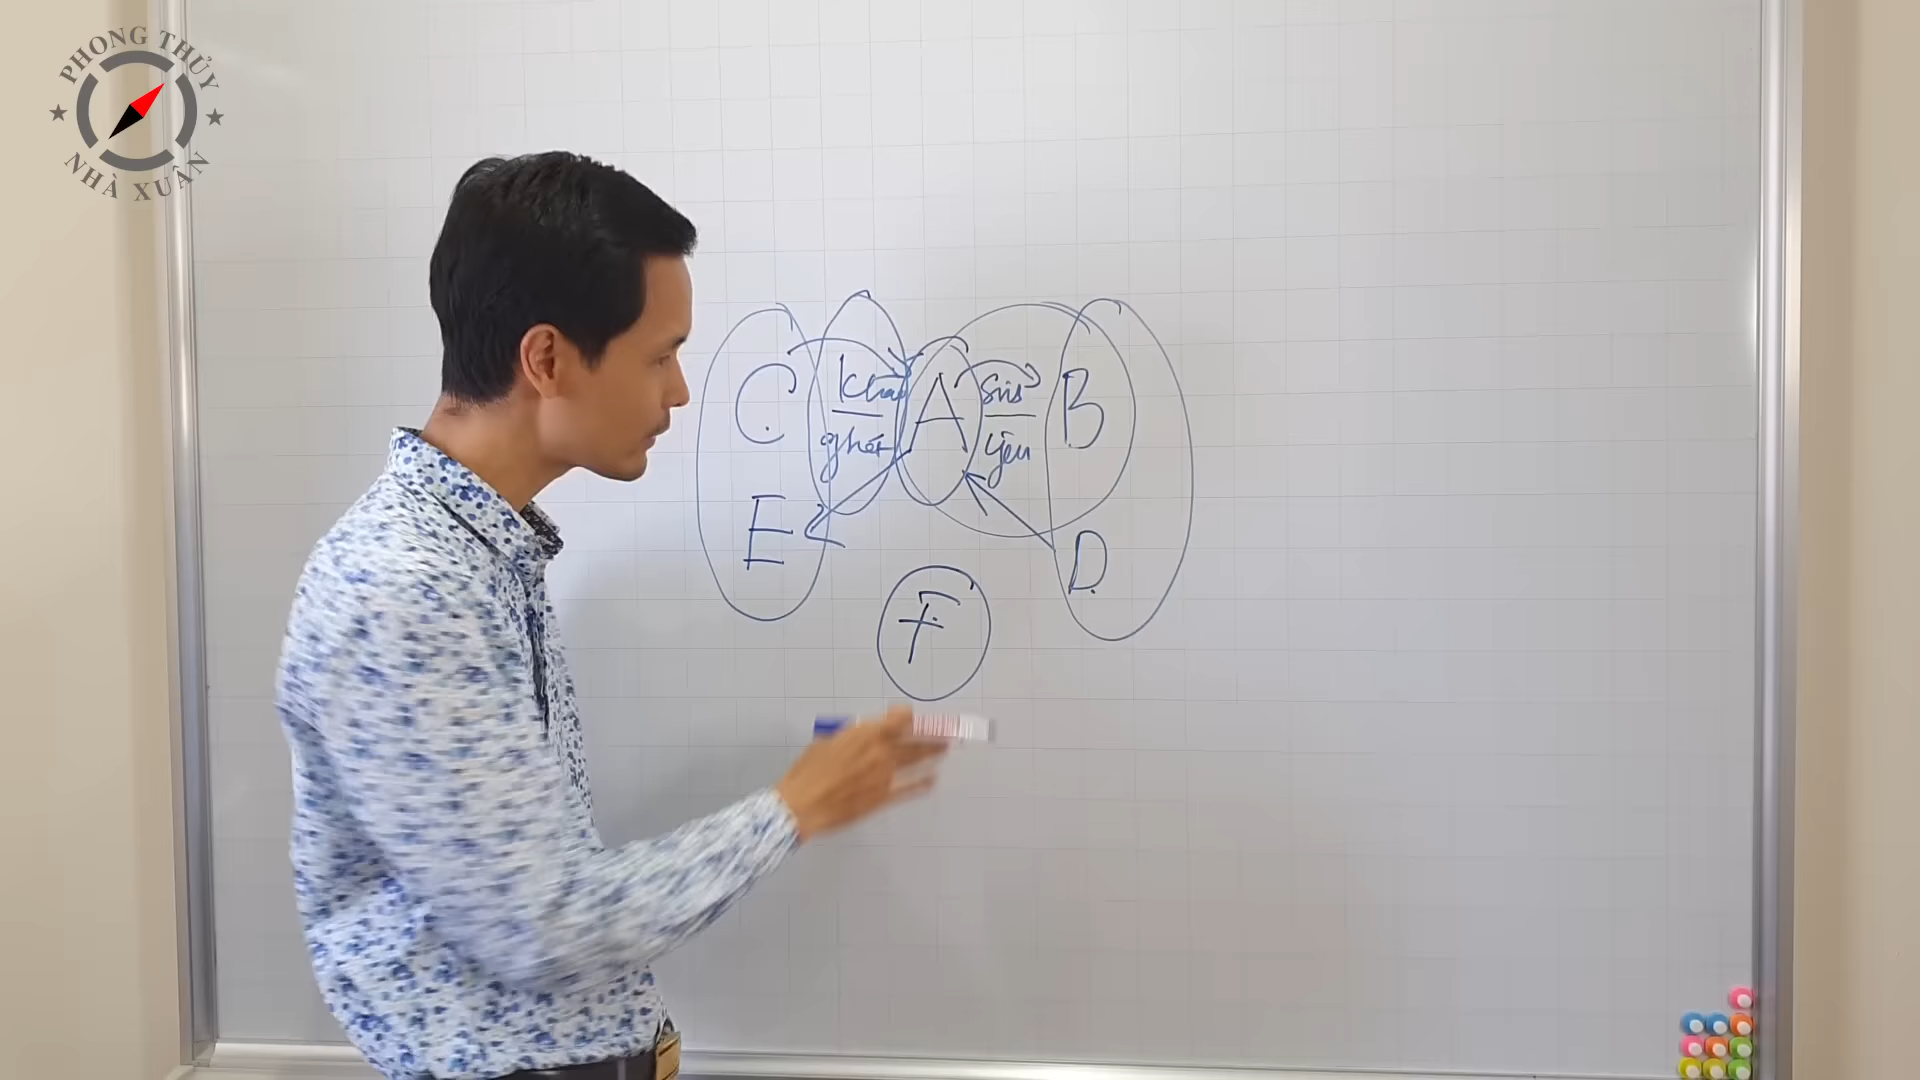 PHONG THỦY
NHÀ XUÂN
C khắc A sinh B
ghét yêu
E D
F